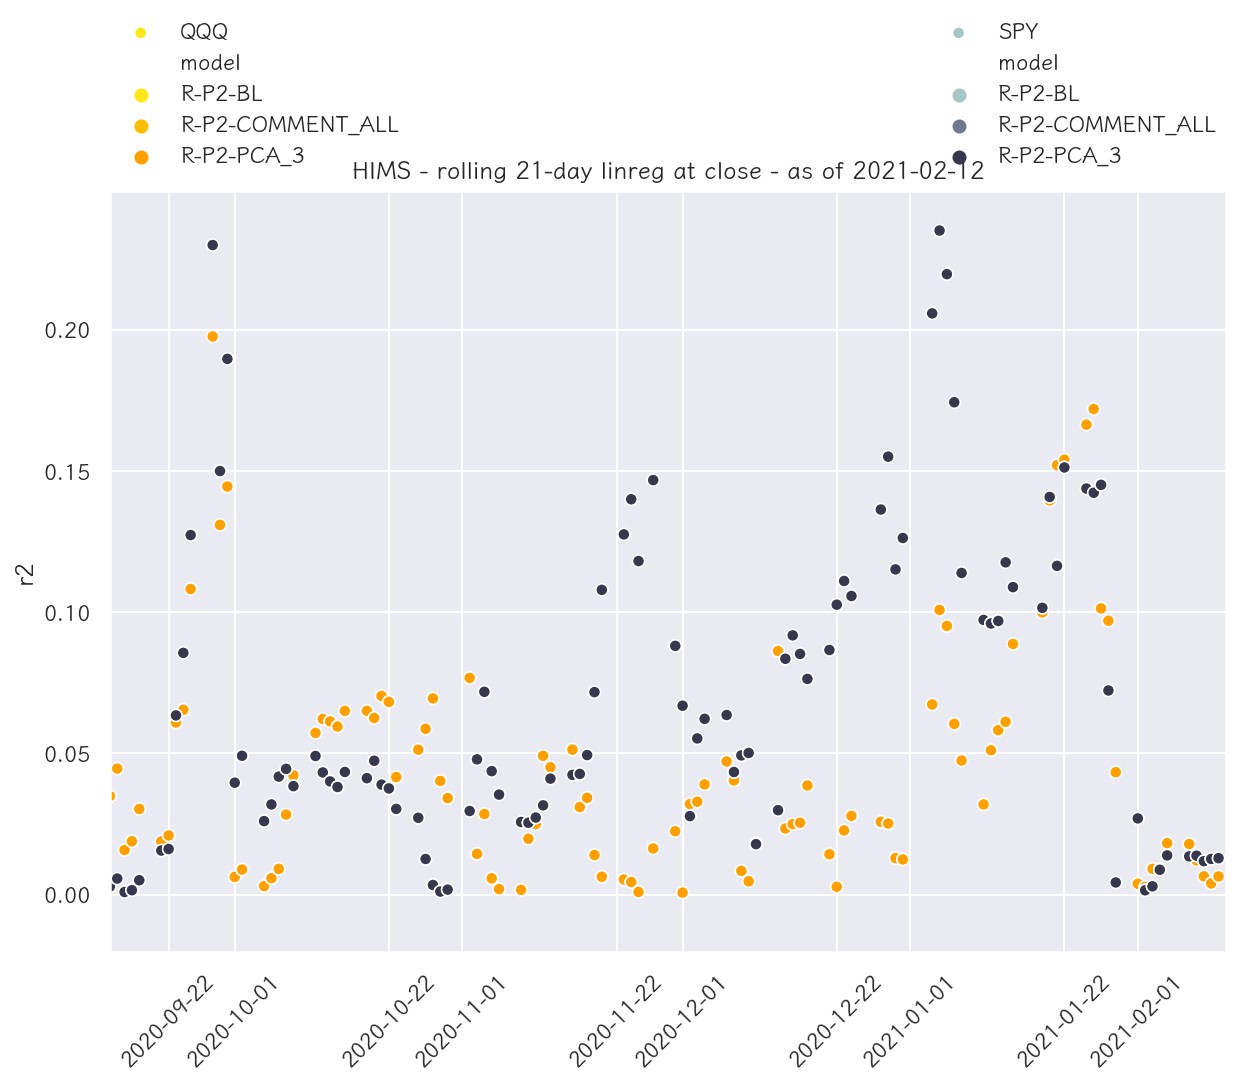 QQQ
model
R-P2-BL
R-P2-COMMENT_ALL
R-P2-PCA_3
SPY
model
R-P2-BL
R-P2-COMMENT_ALL
R-P2-PCA_3
HIMS - rolling 21-day linreg at close - as of 2021-02-12
r2
0.20
0.15
0.10
0.05
0.00
2020-09-22
2020-10-01
2020-10-22
2020-11-01
2020-11-22
2020-12-01
2020-12-22
2021-01-01
2021-01-22
2021-02-01